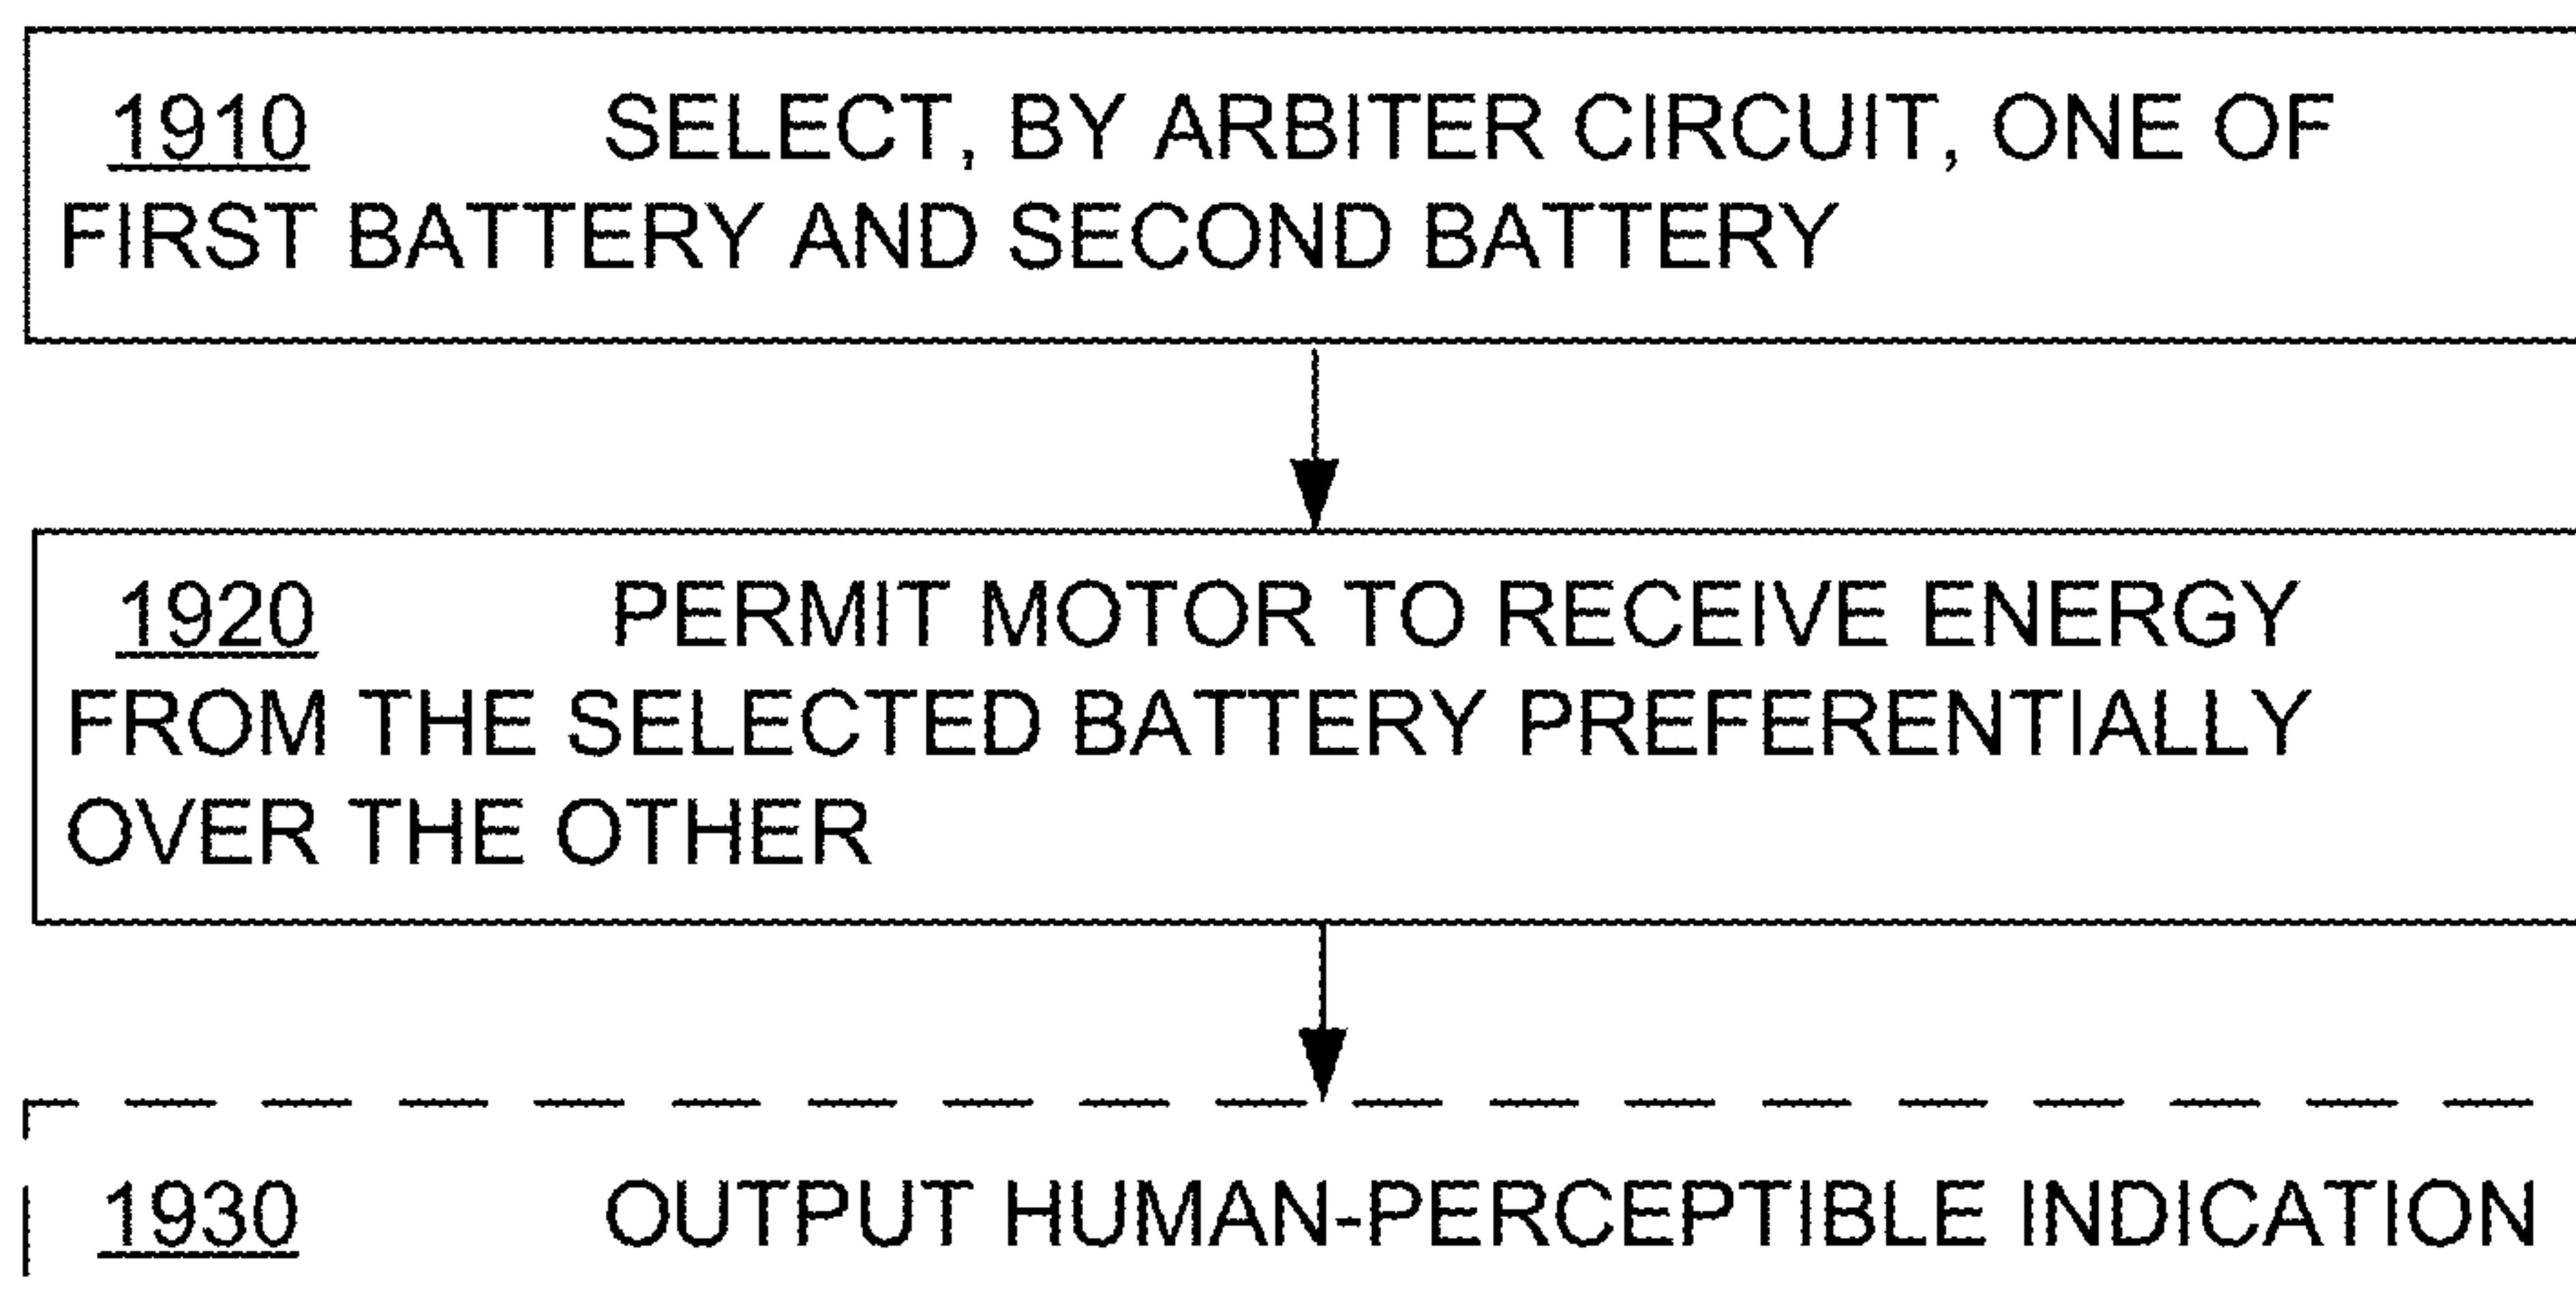 1910 SELECT, BY ARBITER CIRCUIT, ONE OF
FIRST BATTERY AND SECOND BATTERY
1920 PERMIT MOTOR TO RECEIVE ENERGY
FROM THE SELECTED BATTERY PREFERENTIALLY
OVER THE OTHER
1930 OUTPUT HUMAN-PERCEPTIBLE INDICATION